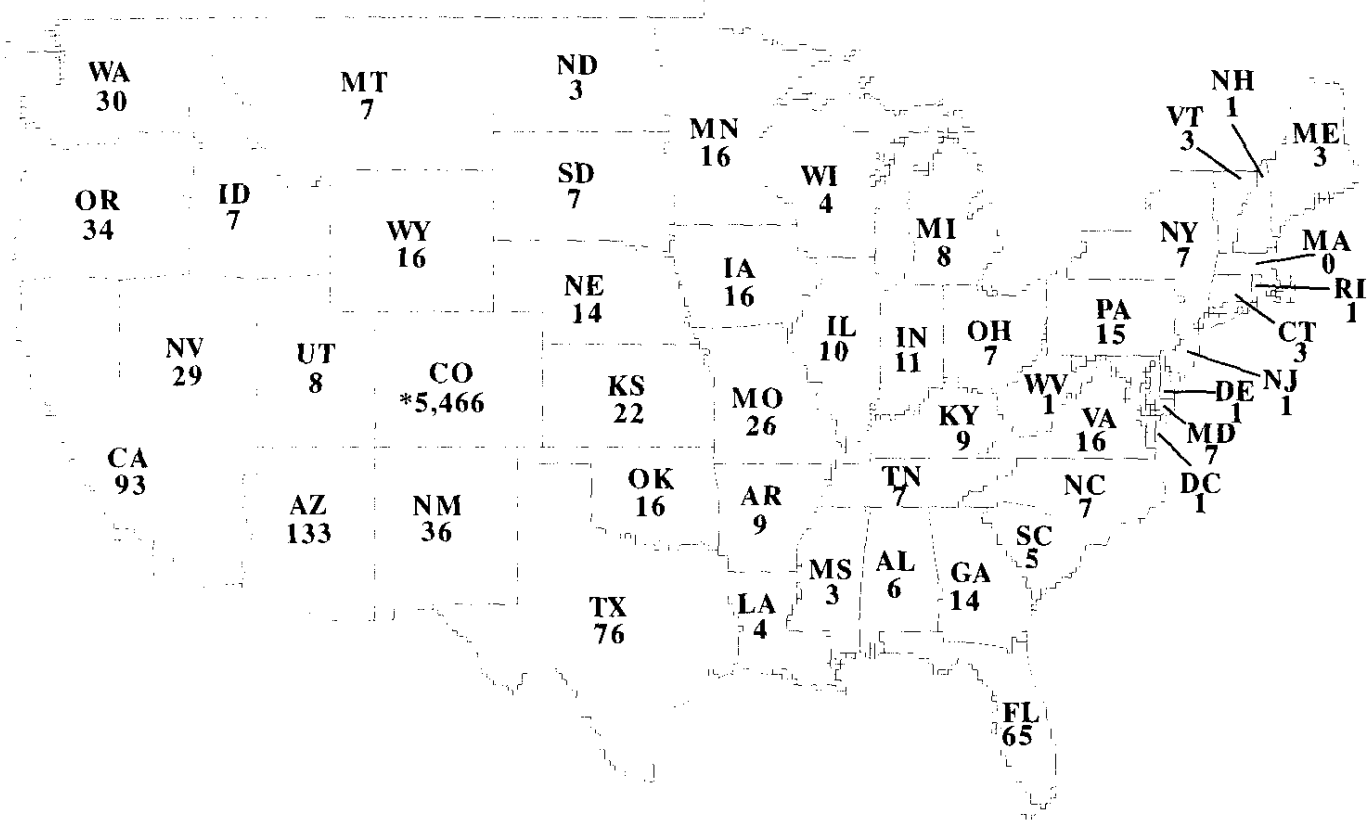 WA
30
MT
7
ND
3
MN
16
NH
1
VT
3
ME
3
OR
34
ID
7
WY
16
SD
7
WI
4
MI
8
NY
7
MA
0
RI
1
NE
14
IA
16
IL
10
IN
11
OH
7
PA
15
CT
3
NJ
1
NV
29
UT
8
CO
*5,466
KS
22
MO
26
KY
9
WV
1
VA
16
DE
1
MD
7
DC
1
CA
93
AZ
133
NM
36
OK
16
AR
9
TN
7
NC
7
SC
5
TX
76
LA
4
MS
3
AL
6
GA
14
FL
65